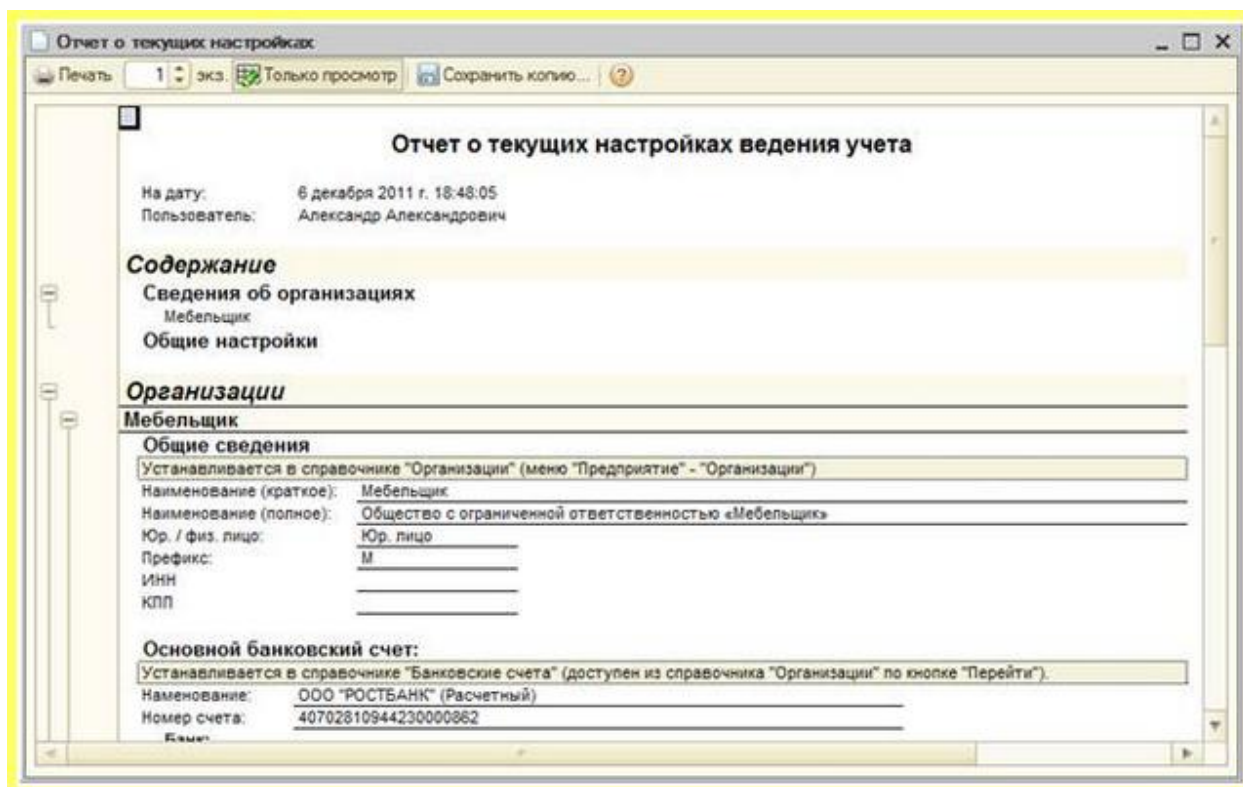 Отчет о текущих настройках
Печать 1 экз. Только просмотр Сохранить копию...
Отчет о текущих настройках ведения учета
На дату: 6 декабря 2011 г. 18:48:05
Пользователь: Александр Александрович
Содержание
Сведения об организациях
Мебельщик
Общие настройки
Организации
Мебельщик
Общие сведения
Устанавливается в справочнике "Организации" (меню "Предприятие" - "Организации")
Наименование (краткое): Мебельщик
Наименование (полное): Общество с ограниченной ответственностью «Мебельщик»
Юр. / физ. лицо: Юр. лицо
Префикс: М
ИНН
КПП
Основной банковский счет:
Устанавливается в справочнике "Банковские счета" (доступен из справочника "Организации" по кнопке "Перейти").
Наменование: ООО "РОСТБАНК" (Расчетный)
Номер счета: 40702810944230000862
Банк: